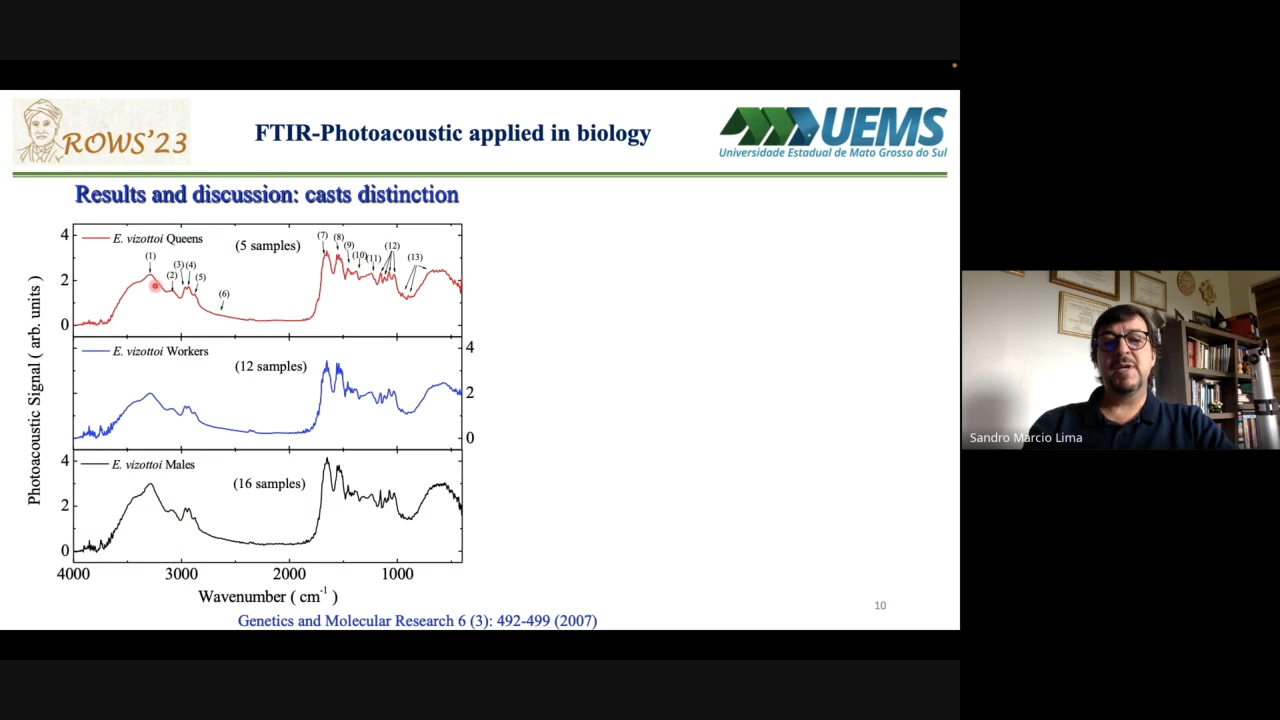 ROWS'23
FTIR-Photoacoustic applied in biology
UEMS
Universidade Estadual de Mato Grosso do Sul
Results and discussion: casts distinction
Photoacoustic Signal ( arb. units )
4
2
0
E. vizottoi Queens
(5 samples)
(1)
(2)
(3)
(4)
(5)
(6)
(7)
(8)
(9)
(10)
(11)
(12)
(13)
E. vizottoi Workers
(12 samples)
4
2
0
E. vizottoi Males
(16 samples)
4
2
0
4000 3000 2000 1000
Wavenumber ( cm-1 )
Genetics and Molecular Research 6 (3): 492-499 (2007)
10
Sandro Marcio Lima